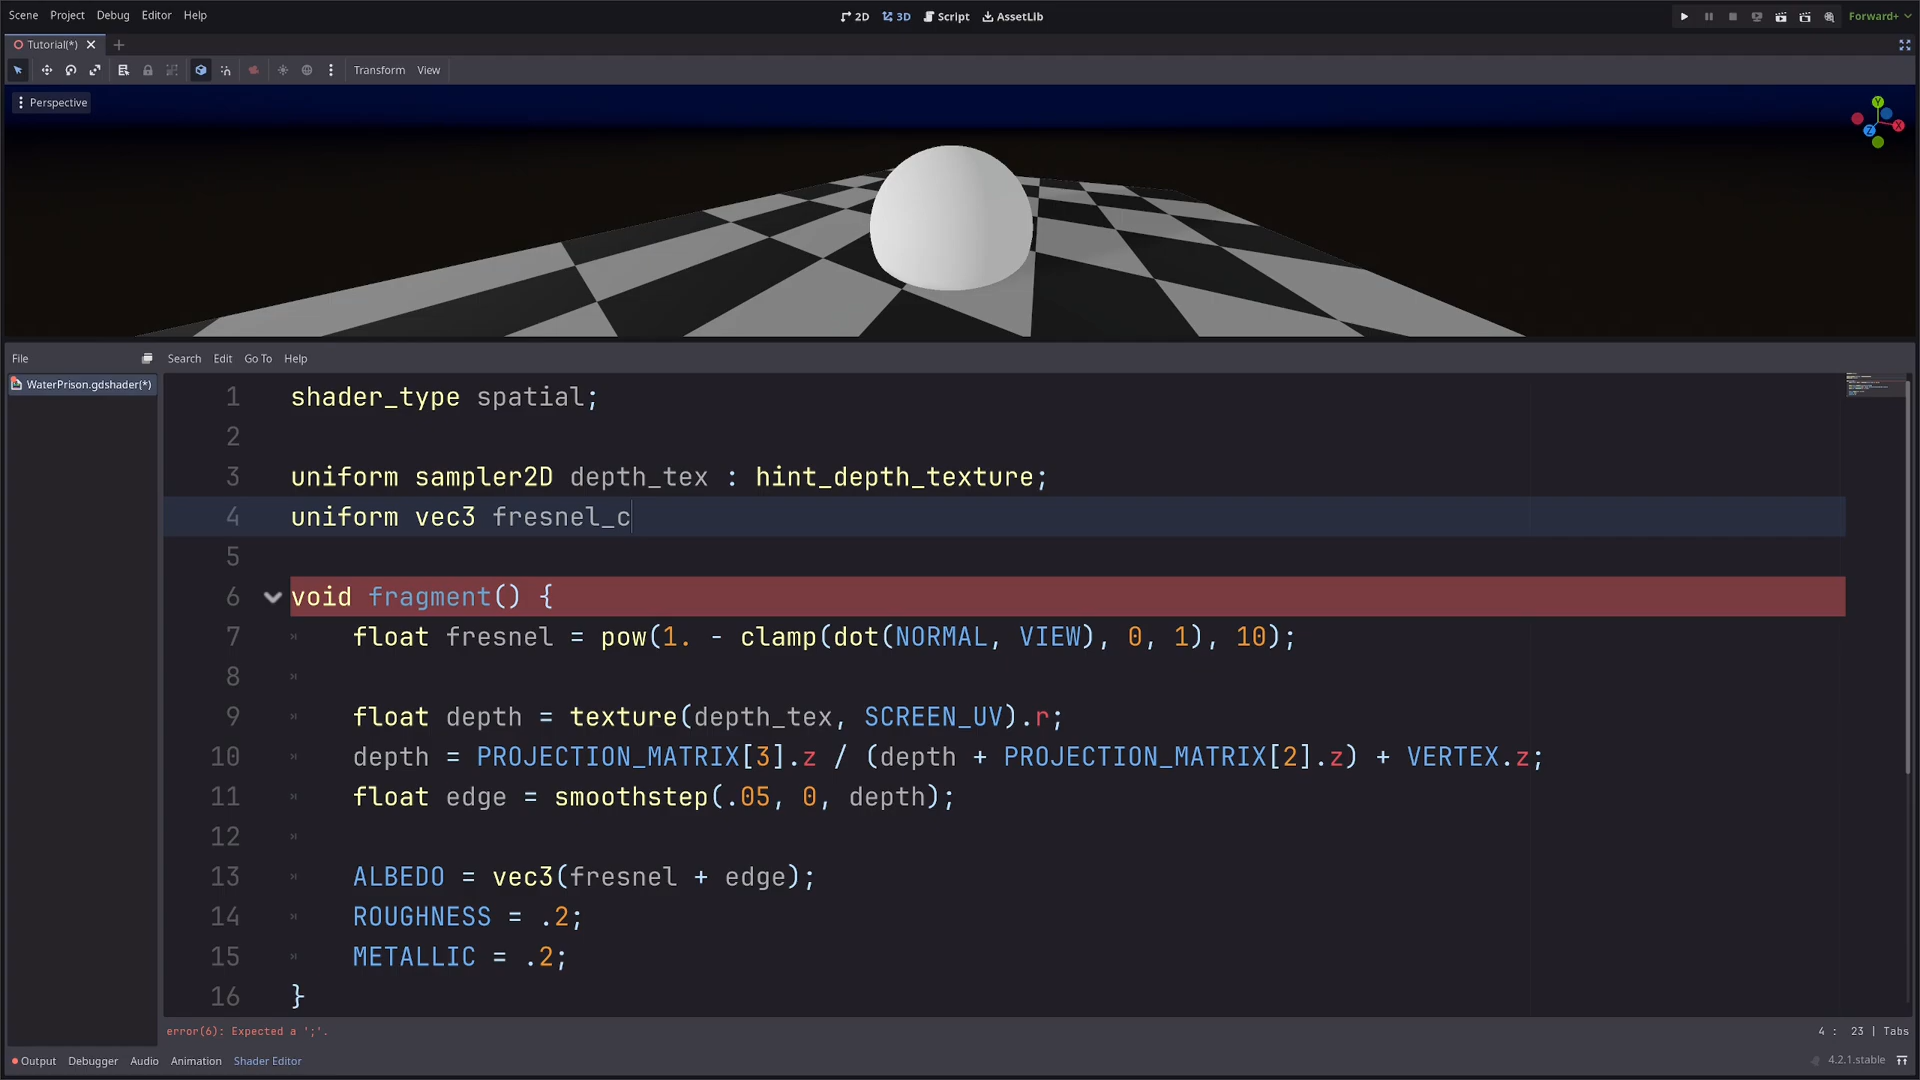 Scene Project Debug Editor Help
2D 3D Script AssetLib
Forward+
Tutorial(*)
Transform View
Perspective
Y
X
Z
File
Search Edit Go To Help
WaterPrison.gdshader(*)
1 shader_type spatial;
2
3 uniform sampler2D depth_tex : hint_depth_texture;
4 uniform vec3 fresnel_c
5
6 void fragment() {
7 float fresnel = pow(1. - clamp(dot(NORMAL, VIEW), 0, 1), 10);
8
9 float depth = texture(depth_tex, SCREEN_UV).r;
10 depth = PROJECTION_MATRIX[3].z / (depth + PROJECTION_MATRIX[2].z) + VERTEX.z;
11 float edge = smoothstep(.05, 0, depth);
12
13 ALBEDO = vec3(fresnel + edge);
14 ROUGHNESS = .2;
15 METALLIC = .2;
16 }
error(6): Expected a ';'.
4 : 23 | Tabs
Output Debugger Audio Animation Shader Editor
4.2.1.stable